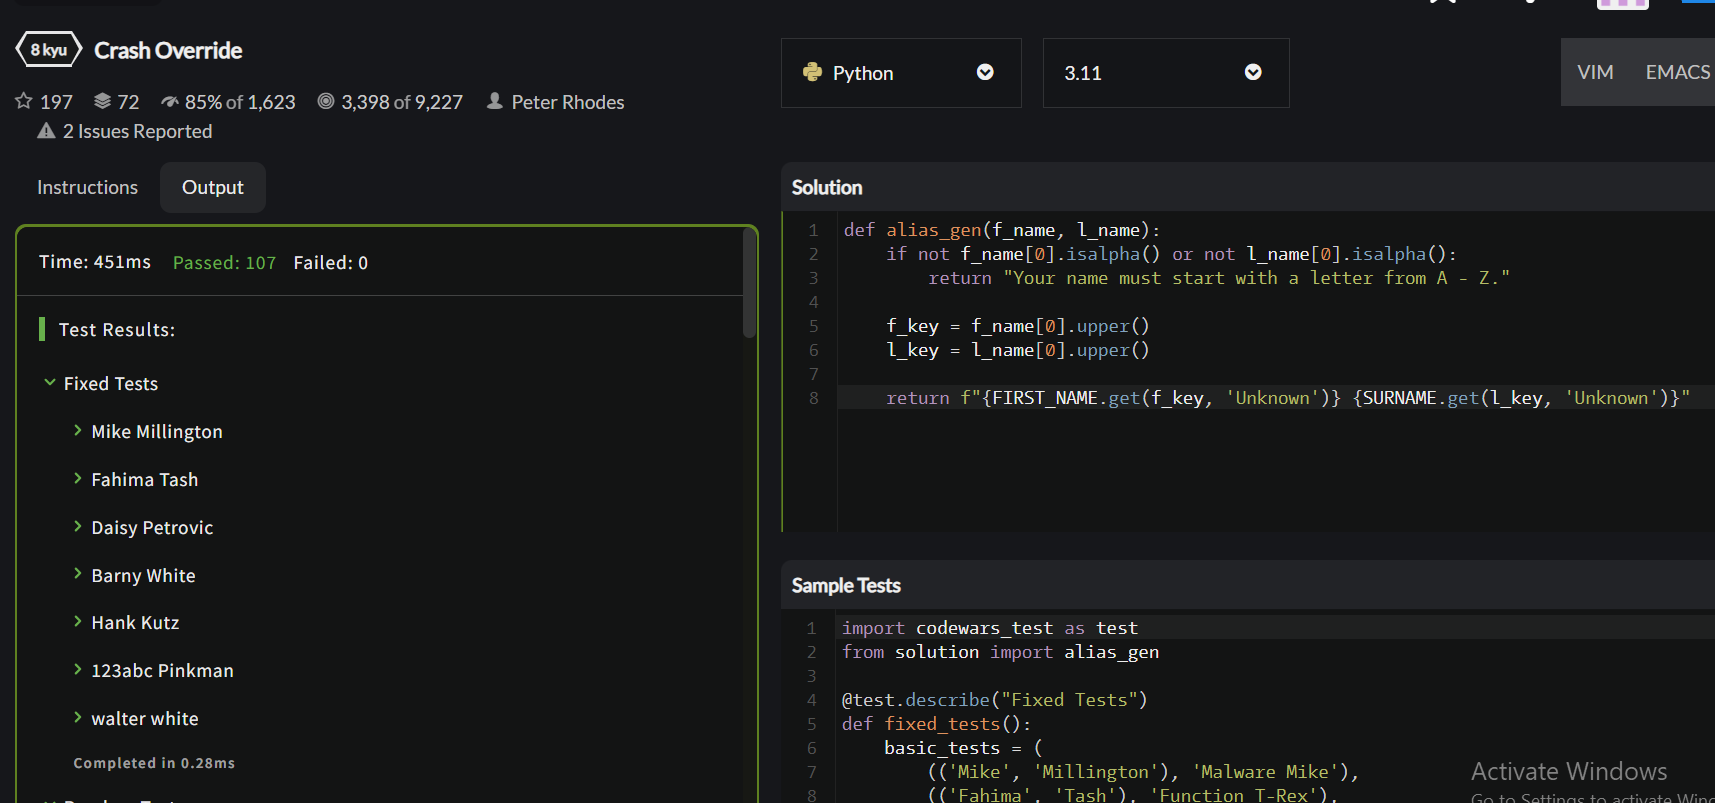 8 kyu Crash Override
197 72 85% of 1,623 3,398 of 9,227 Peter Rhodes
2 Issues Reported
Instructions Output
Time: 451ms Passed: 107 Failed: 0
Test Results:
Fixed Tests
Mike Millington
Fahima Tash
Daisy Petrovic
Barny White
Hank Kutz
123abc Pinkman
walter white
Completed in 0.28ms
Python 3.11 VIM EMACS
Solution
1 def alias_gen(f_name, l_name):
2 if not f_name[0].isalpha() or not l_name[0].isalpha():
3 return "Your name must start with a letter from A - Z."
4
5 f_key = f_name[0].upper()
6 l_key = l_name[0].upper()
7
8 return f"{FIRST_NAME.get(f_key, 'Unknown')} {SURNAME.get(l_key, 'Unknown')}"
Sample Tests
1 import codewars_test as test
2 from solution import alias_gen
3
4 @test.describe("Fixed Tests")
5 def fixed_tests():
6 basic_tests = (
7 (('Mike', 'Millington'), 'Malware Mike'),
8 (('Fahima', 'Tash'), 'Function T-Rex'),
Activate Windows
Go to Settings to activate Win